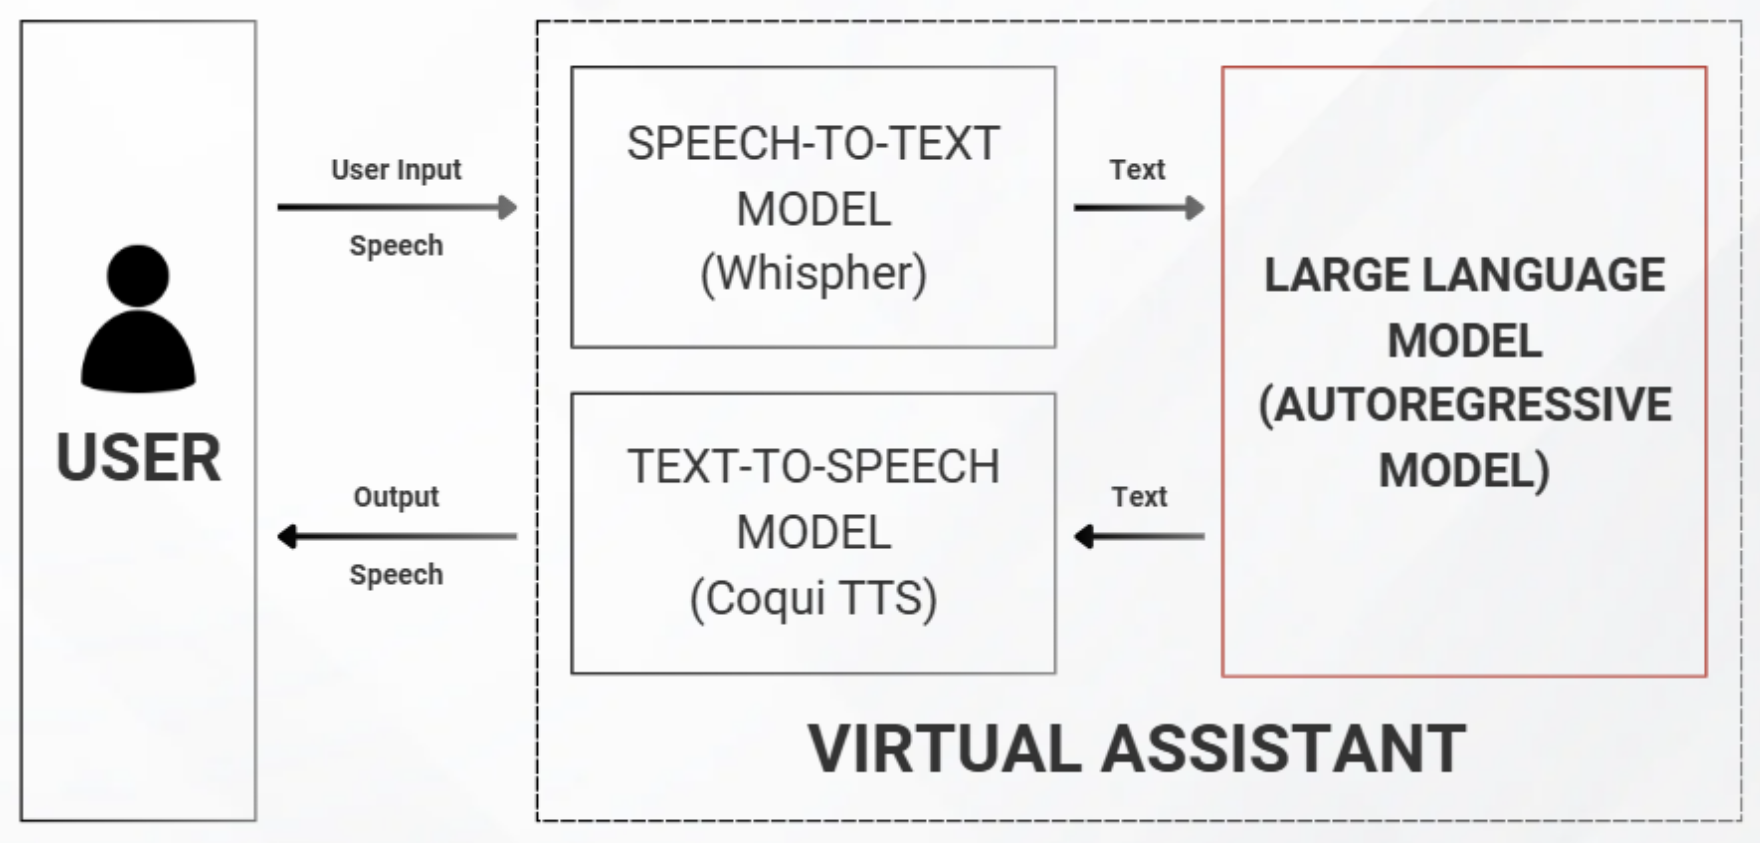 USER
User Input
Speech
SPEECH-TO-TEXT
MODEL
(Whispher)
Text
LARGE LANGUAGE
MODEL
(AUTOREGRESSIVE
MODEL)
Text
TEXT-TO-SPEECH
MODEL
(Coqui TTS)
Output
Speech
VIRTUAL ASSISTANT